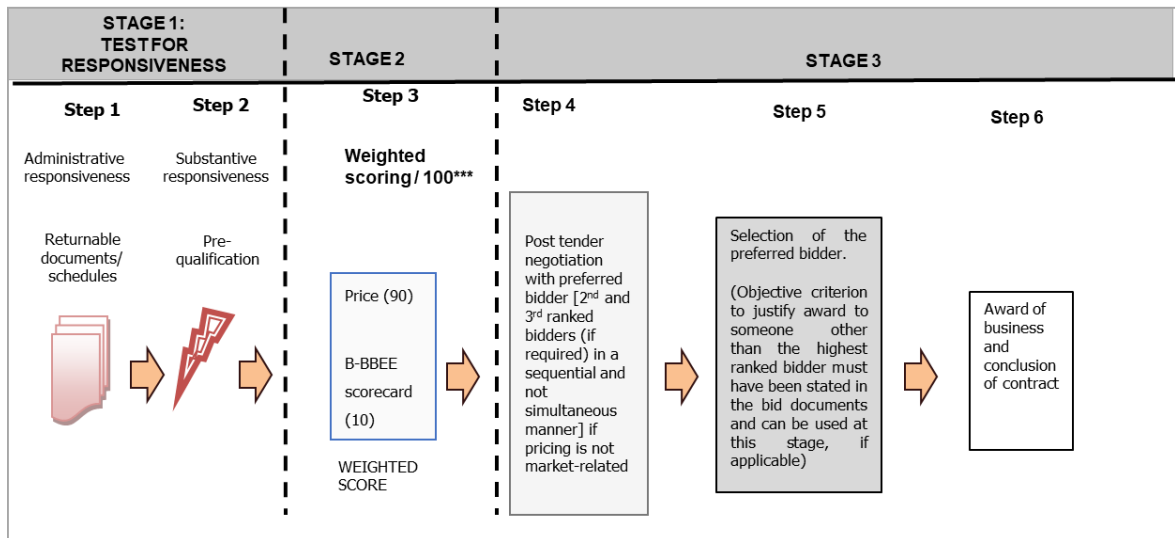 STAGE 1:
TEST FOR
RESPONSIVENESS
STAGE 2
STAGE 3
Step 1
Step 2
Step 3
Step 4
Step 5
Step 6
Administrative
responsiveness
Substantive
responsiveness
Weighted
scoring/ 100***
Returnable
documents/
schedules
Pre-
qualification
Price (90)
B-BBEE
scorecard
(10)
WEIGHTED
SCORE
Post tender
negotiation
with preferred
bidder [2nd and
3rd ranked
bidders (if
required) in a
sequential and
not
simultaneous
manner] if
pricing is not
market-related
Selection of the
preferred bidder.
(Objective criterion
to justify award to
someone other
than the highest
ranked bidder must
have been stated in
the bid documents
and can be used at
this stage, if
applicable)
Award of
business and
conclusion
of contract